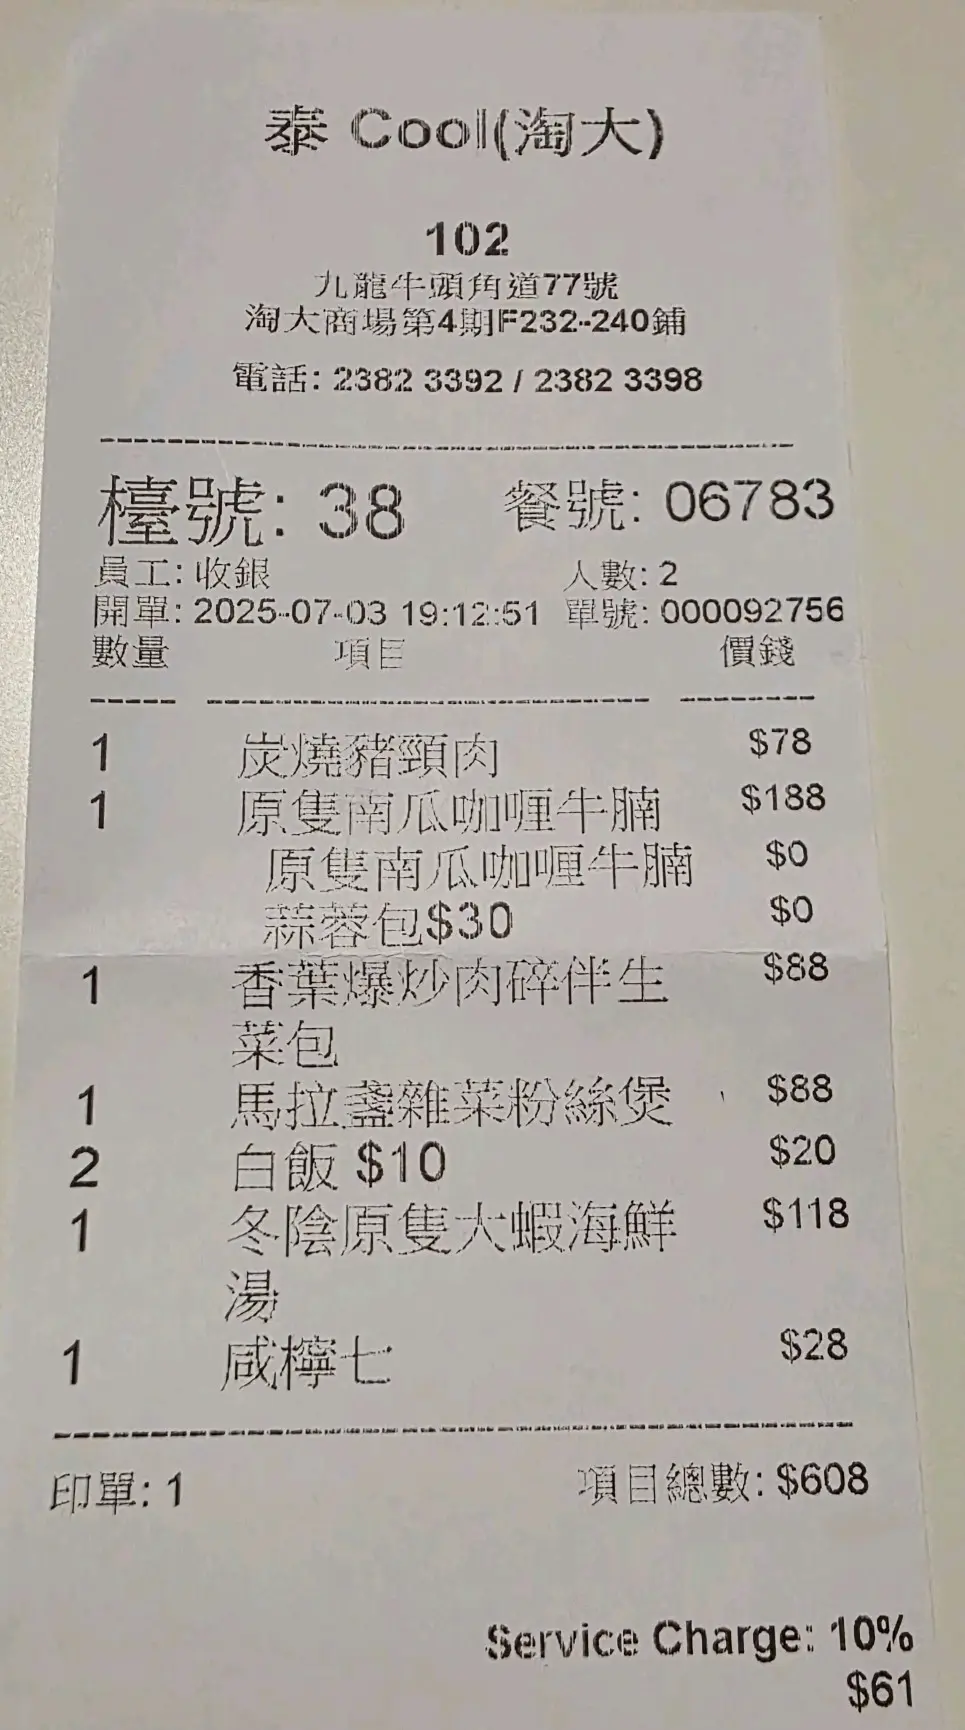 泰 Cool(淘大)
102
九龍牛頭角道77號
淘大商場第4期F232-240鋪
電話: 2382 3392 / 2382 3398
檯號: 38 餐號: 06783
員工: 收銀 人數: 2
開單: 2025-07-03 19:12:51 單號: 000092756
數量 項目 價錢
1 炭燒豬頸肉 $78
1 原隻南瓜咖喱牛腩 $188
原隻南瓜咖喱牛腩 $0
蒜蓉包$30 $0
1 香葉爆炒肉碎伴生 $88
菜包
1 馬拉盞雜菜粉絲煲 $88
2 白飯 $10 $20
1 冬陰原隻大蝦海鮮 $118
湯
1 咸檸七 $28
印單: 1 項目總數: $608
Service Charge: 10%
$61